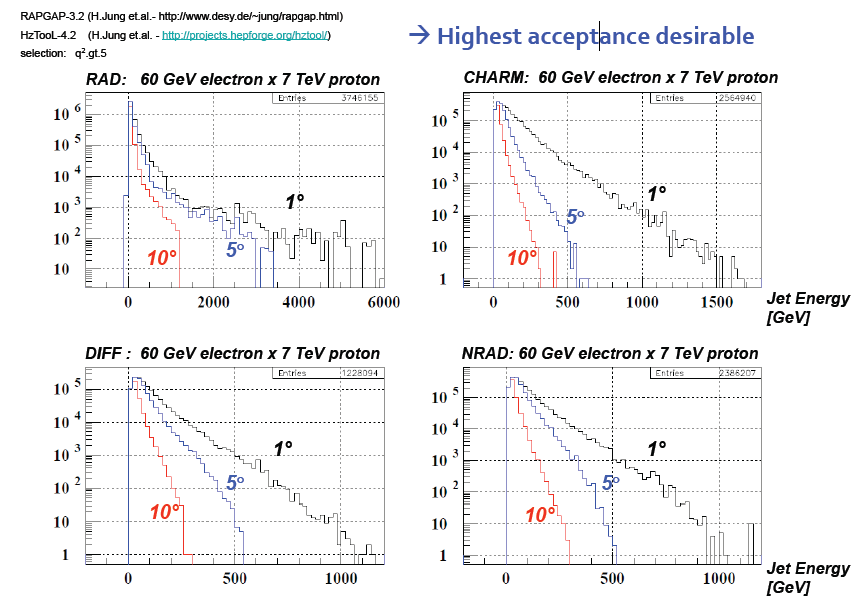 RAPGAP-3.2 (H.Jung et.al.- http://www.desy.de/~jung/rapgap.html)
HzTooL-4.2 (H.Jung et.al. - http://projects.hepforge.org/hztool/)
selection: q².gt.5
→ Highest acceptance desirable
RAD: 60 GeV electron x 7 TeV proton
Entries 3746155
10⁶
10⁵
10⁴
10³
10²
10
1°
5°
10°
0 2000 4000 6000
CHARM: 60 GeV electron x 7 TeV proton
Entries 2564940
10⁵
10⁴
10³
10²
10
1
1°
5°
10°
0 500 1000 1500
Jet Energy
[GeV]
DIFF : 60 GeV electron x 7 TeV proton
Entries 1228094
10⁵
10⁴
10³
10²
10
1
1°
5°
10°
0 500 1000
NRAD: 60 GeV electron x 7 TeV proton
Entries 2386207
10⁵
10⁴
10³
10²
10
1
1°
5°
10°
0 500 1000
Jet Energy
[GeV]